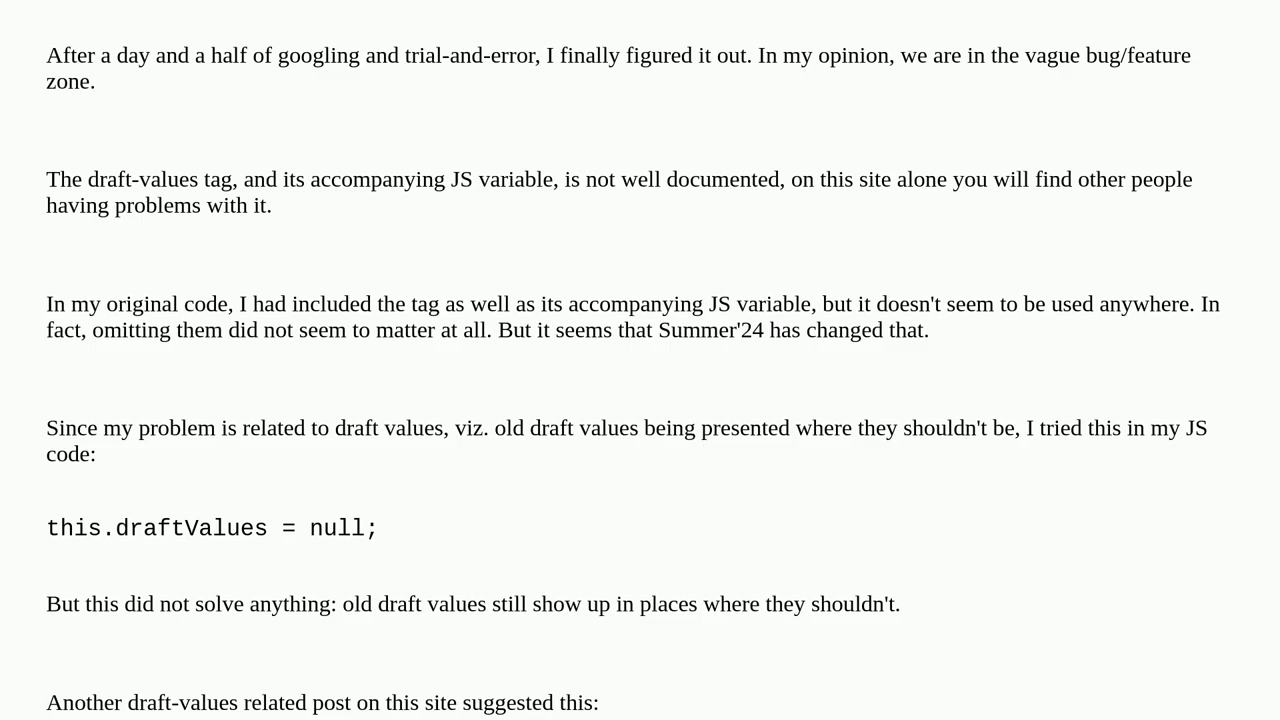 After a day and a half of googling and trial-and-error, I finally figured it out. In my opinion, we are in the vague bug/feature
zone.
The draft-values tag, and its accompanying JS variable, is not well documented, on this site alone you will find other people
having problems with it.
In my original code, I had included the tag as well as its accompanying JS variable, but it doesn't seem to be used anywhere. In
fact, omitting them did not seem to matter at all. But it seems that Summer'24 has changed that.
Since my problem is related to draft values, viz. old draft values being presented where they shouldn't be, I tried this in my JS
code:
this.draftValues = null;
But this did not solve anything: old draft values still show up in places where they shouldn't.
Another draft-values related post on this site suggested this: